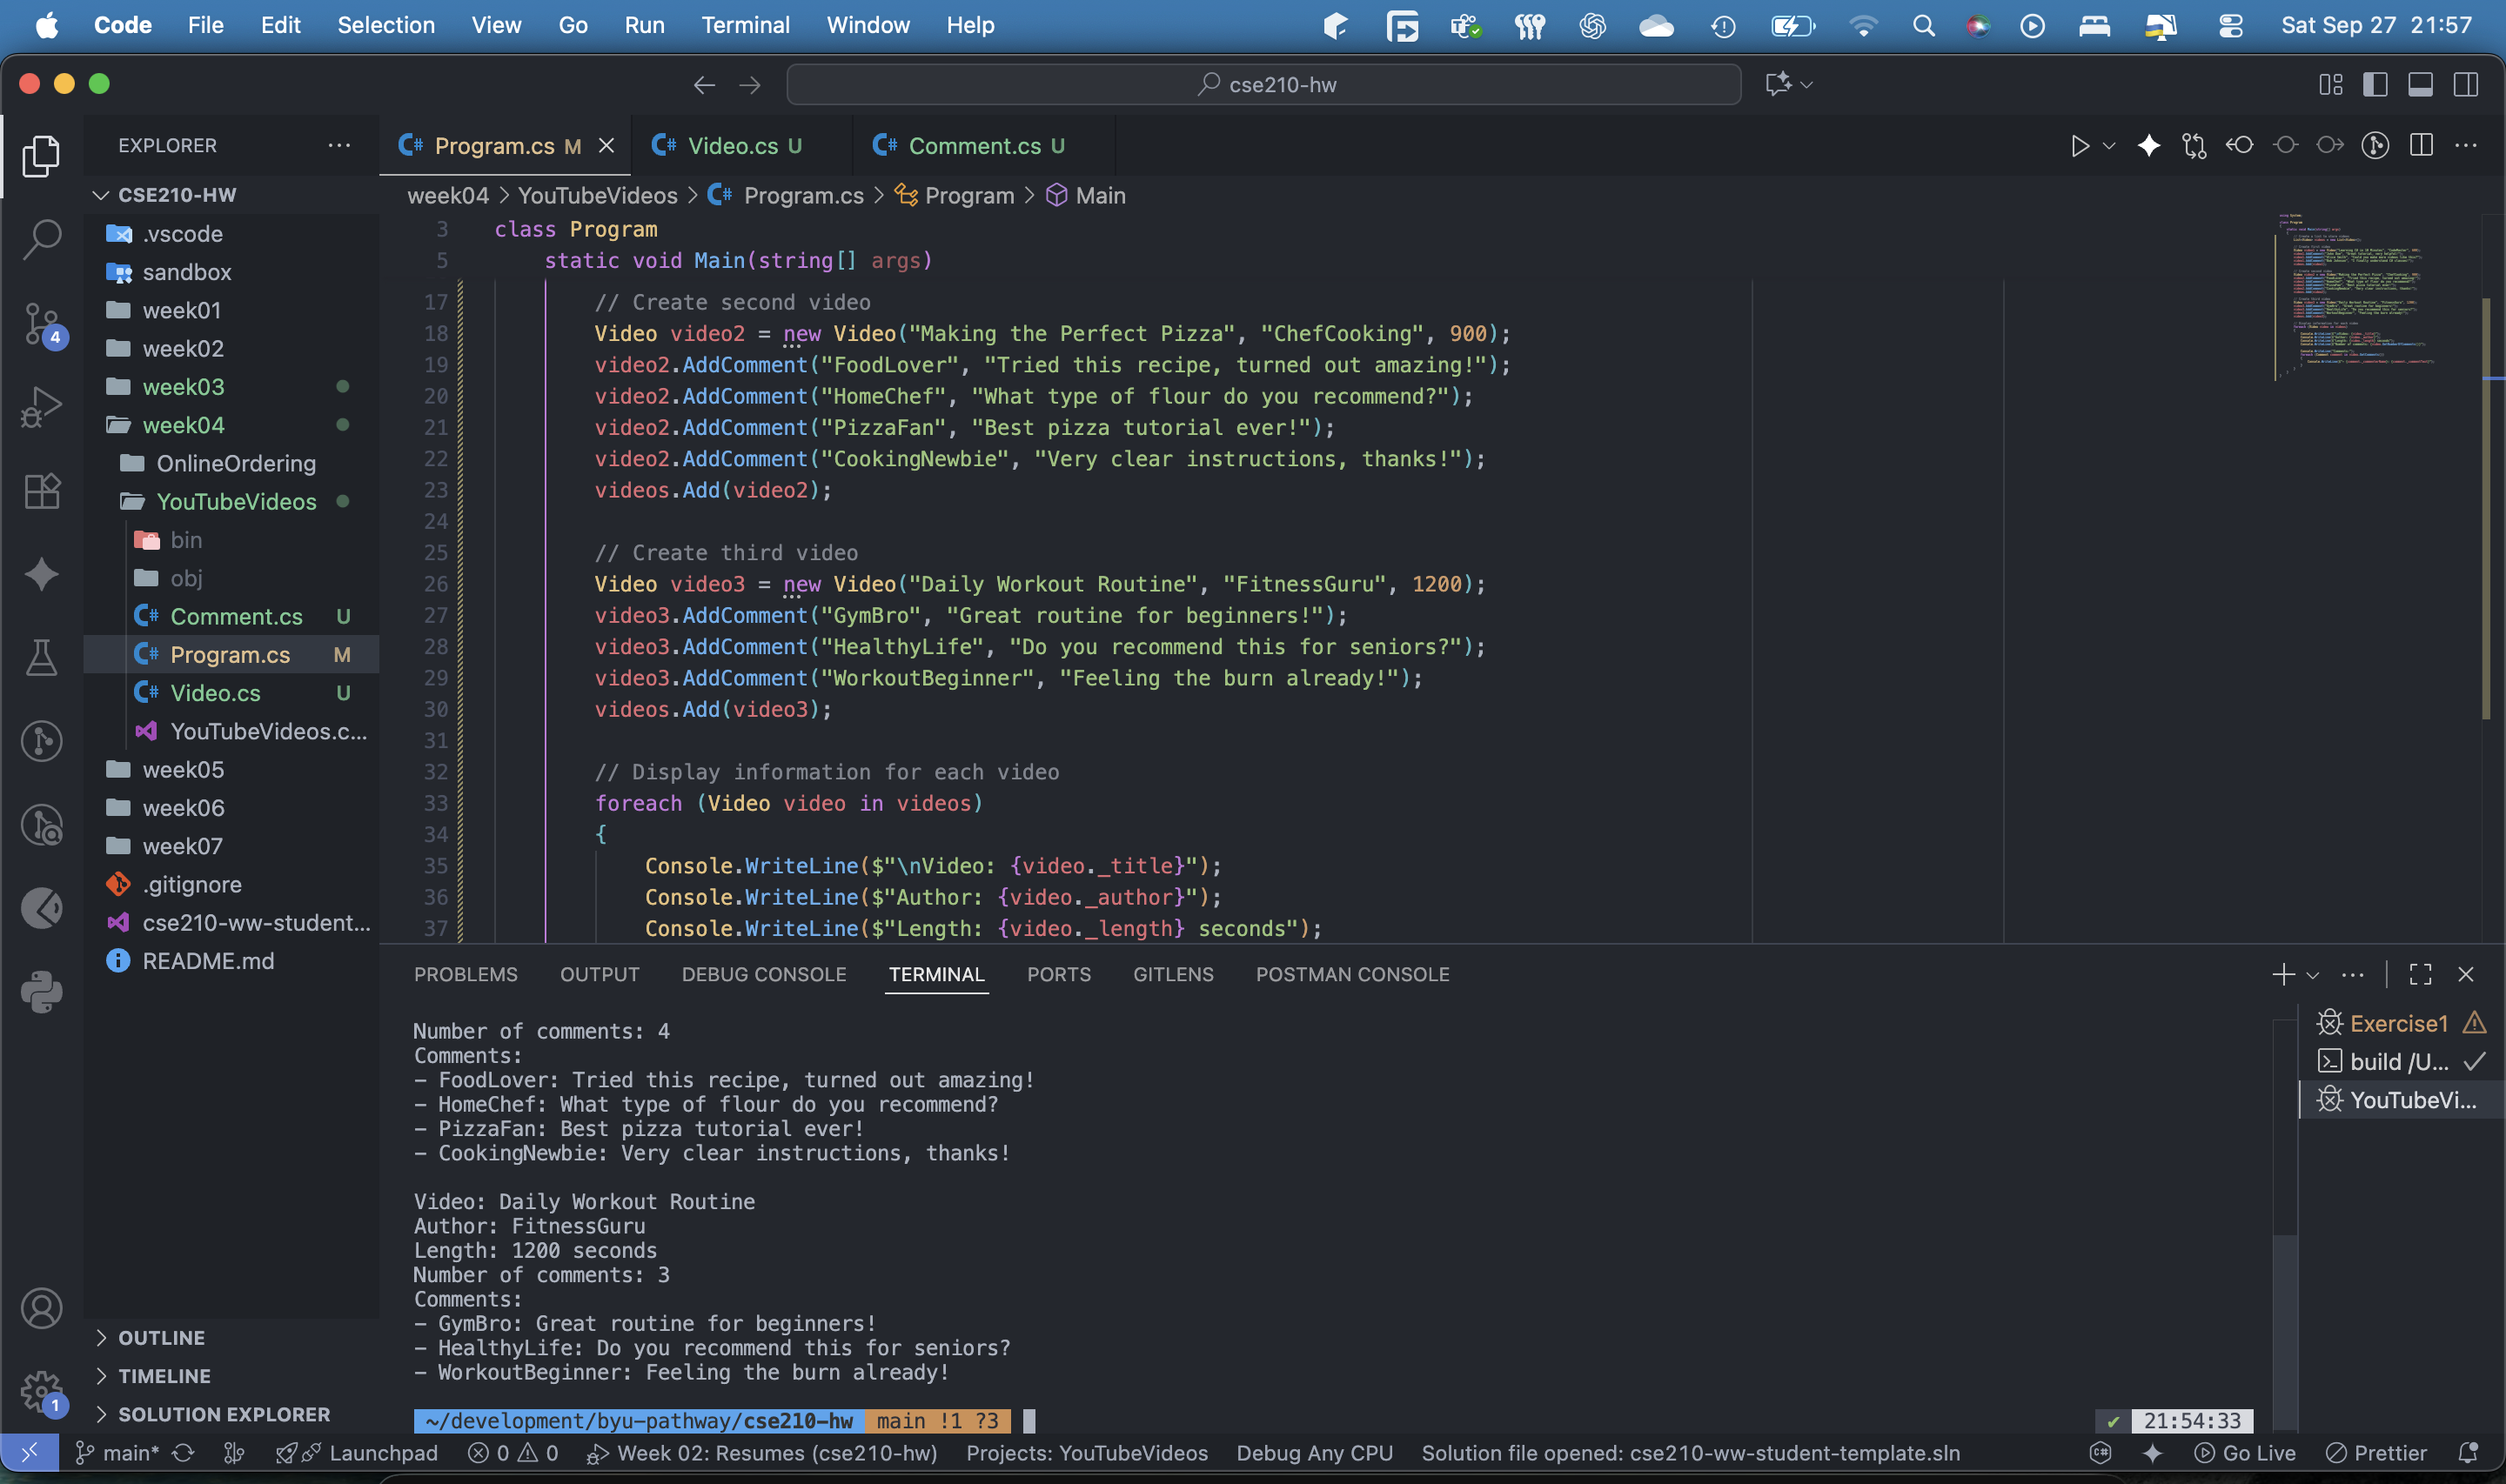 Code File Edit Selection View Go Run Terminal Window Help Sat Sep 27 21:57
cse210-hw
EXPLORER
CSE210-HW
.vscode
sandbox
week01
week02
week03
week04
OnlineOrdering
YouTubeVideos
bin
obj
Comment.cs U
Program.cs M
Video.cs U
YouTubeVideos.c...
week05
week06
week07
.gitignore
cse210-ww-student...
README.md
OUTLINE
TIMELINE
SOLUTION EXPLORER
4
1
Program.cs M Video.cs U Comment.cs U
week04 > YouTubeVideos > Program.cs > Program > Main
3 class Program
5 static void Main(string[] args)
17 // Create second video
18 Video video2 = new Video("Making the Perfect Pizza", "ChefCooking", 900);
19 video2.AddComment("FoodLover", "Tried this recipe, turned out amazing!");
20 video2.AddComment("HomeChef", "What type of flour do you recommend?");
21 video2.AddComment("PizzaFan", "Best pizza tutorial ever!");
22 video2.AddComment("CookingNewbie", "Very clear instructions, thanks!");
23 videos.Add(video2);
24
25 // Create third video
26 Video video3 = new Video("Daily Workout Routine", "FitnessGuru", 1200);
27 video3.AddComment("GymBro", "Great routine for beginners!");
28 video3.AddComment("HealthyLife", "Do you recommend this for seniors?");
29 video3.AddComment("WorkoutBeginner", "Feeling the burn already!");
30 videos.Add(video3);
31
32 // Display information for each video
33 foreach (Video video in videos)
34 {
35 Console.WriteLine($"\nVideo: {video._title}");
36 Console.WriteLine($"Author: {video._author}");
37 Console.WriteLine($"Length: {video._length} seconds");
PROBLEMS OUTPUT DEBUG CONSOLE TERMINAL PORTS GITLENS POSTMAN CONSOLE
Number of comments: 4
Comments:
- FoodLover: Tried this recipe, turned out amazing!
- HomeChef: What type of flour do you recommend?
- PizzaFan: Best pizza tutorial ever!
- CookingNewbie: Very clear instructions, thanks!
Video: Daily Workout Routine
Author: FitnessGuru
Length: 1200 seconds
Number of comments: 3
Comments:
- GymBro: Great routine for beginners!
- HealthyLife: Do you recommend this for seniors?
- WorkoutBeginner: Feeling the burn already!
~/development/byu-pathway/cse210-hw main !1 ?3 ✔ 21:54:33
Exercise1
build /U...
YouTubeVi...
main* Launchpad 0 0 Week 02: Resumes (cse210-hw) Projects: YouTubeVideos Debug Any CPU Solution file opened: cse210-ww-student-template.sln Go Live Prettier